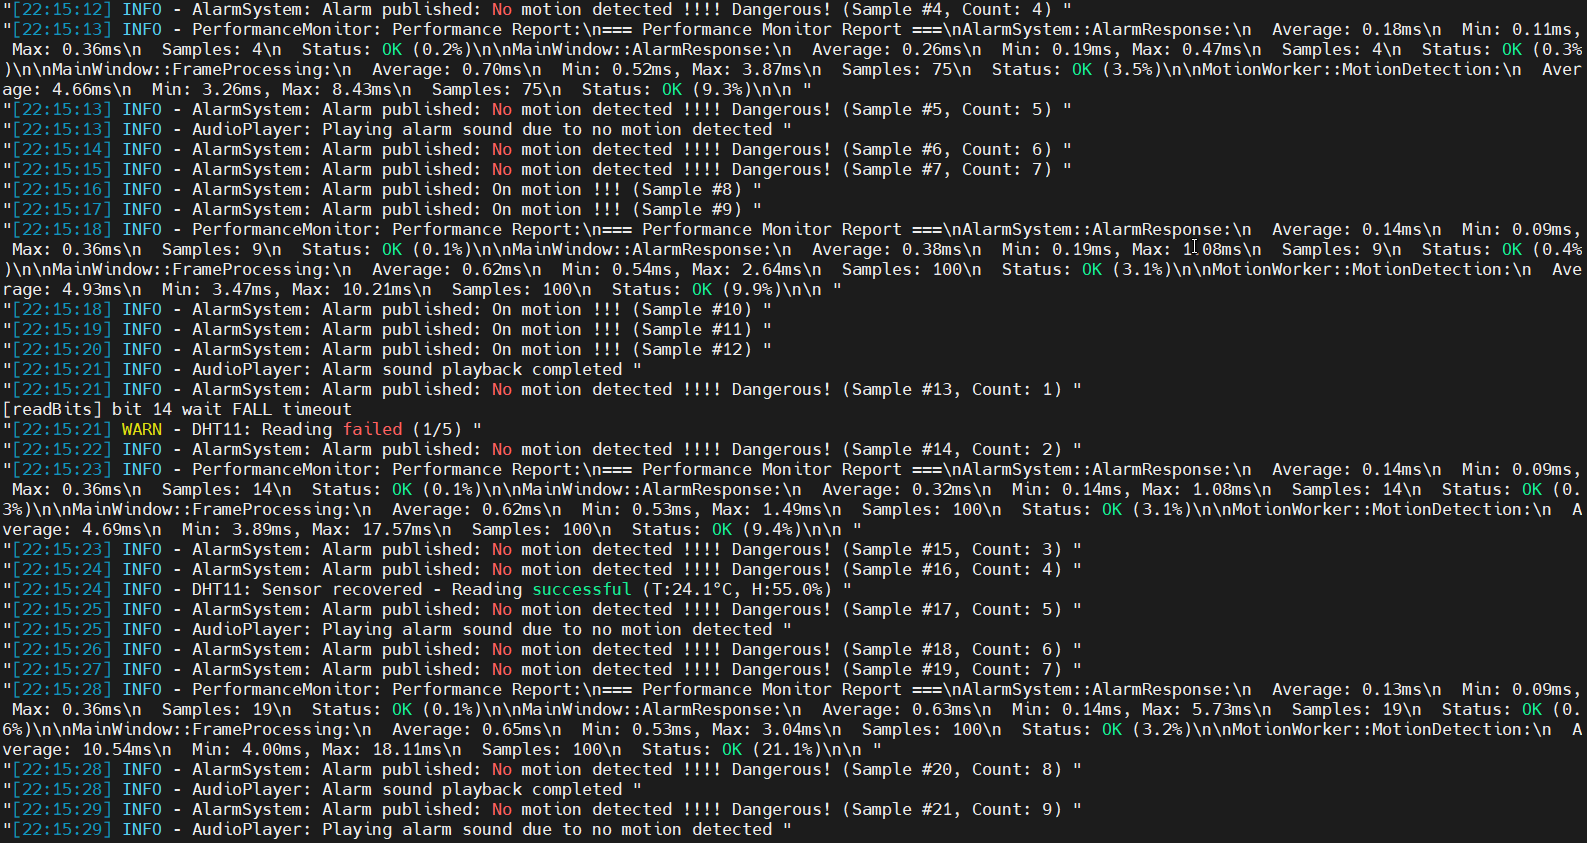 "[22:15:12] INFO - AlarmSystem: Alarm published: No motion detected !!!! Dangerous! (Sample #4, Count: 4) "
"[22:15:13] INFO - PerformanceMonitor: Performance Report:\n=== Performance Monitor Report ===\nAlarmSystem::AlarmResponse:\n  Average: 0.18ms\n  Min: 0.11ms,
 Max: 0.36ms\n  Samples: 4\n  Status: OK (0.2%)\n\nMainWindow::AlarmResponse:\n  Average: 0.26ms\n  Min: 0.19ms, Max: 0.47ms\n  Samples: 4\n  Status: OK (0.3%
)\n\nMainWindow::FrameProcessing:\n  Average: 0.70ms\n  Min: 0.52ms, Max: 3.87ms\n  Samples: 75\n  Status: OK (3.5%)\n\nMotionWorker::MotionDetection:\n  Aver
age: 4.66ms\n  Min: 3.26ms, Max: 8.43ms\n  Samples: 75\n  Status: OK (9.3%)\n\n "
"[22:15:13] INFO - AlarmSystem: Alarm published: No motion detected !!!! Dangerous! (Sample #5, Count: 5) "
"[22:15:13] INFO - AudioPlayer: Playing alarm sound due to no motion detected "
"[22:15:14] INFO - AlarmSystem: Alarm published: No motion detected !!!! Dangerous! (Sample #6, Count: 6) "
"[22:15:15] INFO - AlarmSystem: Alarm published: No motion detected !!!! Dangerous! (Sample #7, Count: 7) "
"[22:15:16] INFO - AlarmSystem: Alarm published: On motion !!! (Sample #8) "
"[22:15:17] INFO - AlarmSystem: Alarm published: On motion !!! (Sample #9) "
"[22:15:18] INFO - PerformanceMonitor: Performance Report:\n=== Performance Monitor Report ===\nAlarmSystem::AlarmResponse:\n  Average: 0.14ms\n  Min: 0.09ms,
 Max: 0.36ms\n  Samples: 9\n  Status: OK (0.1%)\n\nMainWindow::AlarmResponse:\n  Average: 0.38ms\n  Min: 0.19ms, Max: 1.08ms\n  Samples: 9\n  Status: OK (0.4%
)\n\nMainWindow::FrameProcessing:\n  Average: 0.62ms\n  Min: 0.54ms, Max: 2.64ms\n  Samples: 100\n  Status: OK (3.1%)\n\nMotionWorker::MotionDetection:\n  Ave
rage: 4.93ms\n  Min: 3.47ms, Max: 10.21ms\n  Samples: 100\n  Status: OK (9.9%)\n\n "
"[22:15:18] INFO - AlarmSystem: Alarm published: On motion !!! (Sample #10) "
"[22:15:19] INFO - AlarmSystem: Alarm published: On motion !!! (Sample #11) "
"[22:15:20] INFO - AlarmSystem: Alarm published: On motion !!! (Sample #12) "
"[22:15:21] INFO - AudioPlayer: Alarm sound playback completed "
"[22:15:21] INFO - AlarmSystem: Alarm published: No motion detected !!!! Dangerous! (Sample #13, Count: 1) "
[readBits] bit 14 wait FALL timeout
"[22:15:21] WARN - DHT11: Reading failed (1/5) "
"[22:15:22] INFO - AlarmSystem: Alarm published: No motion detected !!!! Dangerous! (Sample #14, Count: 2) "
"[22:15:23] INFO - PerformanceMonitor: Performance Report:\n=== Performance Monitor Report ===\nAlarmSystem::AlarmResponse:\n  Average: 0.14ms\n  Min: 0.09ms,
 Max: 0.36ms\n  Samples: 14\n  Status: OK (0.1%)\n\nMainWindow::AlarmResponse:\n  Average: 0.32ms\n  Min: 0.14ms, Max: 1.08ms\n  Samples: 14\n  Status: OK (0.
3%)\n\nMainWindow::FrameProcessing:\n  Average: 0.62ms\n  Min: 0.53ms, Max: 1.49ms\n  Samples: 100\n  Status: OK (3.1%)\n\nMotionWorker::MotionDetection:\n  A
verage: 4.69ms\n  Min: 3.89ms, Max: 17.57ms\n  Samples: 100\n  Status: OK (9.4%)\n\n "
"[22:15:23] INFO - AlarmSystem: Alarm published: No motion detected !!!! Dangerous! (Sample #15, Count: 3) "
"[22:15:24] INFO - AlarmSystem: Alarm published: No motion detected !!!! Dangerous! (Sample #16, Count: 4) "
"[22:15:24] INFO - DHT11: Sensor recovered - Reading successful (T:24.1°C, H:55.0%) "
"[22:15:25] INFO - AlarmSystem: Alarm published: No motion detected !!!! Dangerous! (Sample #17, Count: 5) "
"[22:15:25] INFO - AudioPlayer: Playing alarm sound due to no motion detected "
"[22:15:26] INFO - AlarmSystem: Alarm published: No motion detected !!!! Dangerous! (Sample #18, Count: 6) "
"[22:15:27] INFO - AlarmSystem: Alarm published: No motion detected !!!! Dangerous! (Sample #19, Count: 7) "
"[22:15:28] INFO - PerformanceMonitor: Performance Report:\n=== Performance Monitor Report ===\nAlarmSystem::AlarmResponse:\n  Average: 0.13ms\n  Min: 0.09ms,
 Max: 0.36ms\n  Samples: 19\n  Status: OK (0.1%)\n\nMainWindow::AlarmResponse:\n  Average: 0.63ms\n  Min: 0.14ms, Max: 5.73ms\n  Samples: 19\n  Status: OK (0.
6%)\n\nMainWindow::FrameProcessing:\n  Average: 0.65ms\n  Min: 0.53ms, Max: 3.04ms\n  Samples: 100\n  Status: OK (3.2%)\n\nMotionWorker::MotionDetection:\n  A
verage: 10.54ms\n  Min: 4.00ms, Max: 18.11ms\n  Samples: 100\n  Status: OK (21.1%)\n\n "
"[22:15:28] INFO - AlarmSystem: Alarm published: No motion detected !!!! Dangerous! (Sample #20, Count: 8) "
"[22:15:28] INFO - AudioPlayer: Alarm sound playback completed "
"[22:15:29] INFO - AlarmSystem: Alarm published: No motion detected !!!! Dangerous! (Sample #21, Count: 9) "
"[22:15:29] INFO - AudioPlayer: Playing alarm sound due to no motion detected "